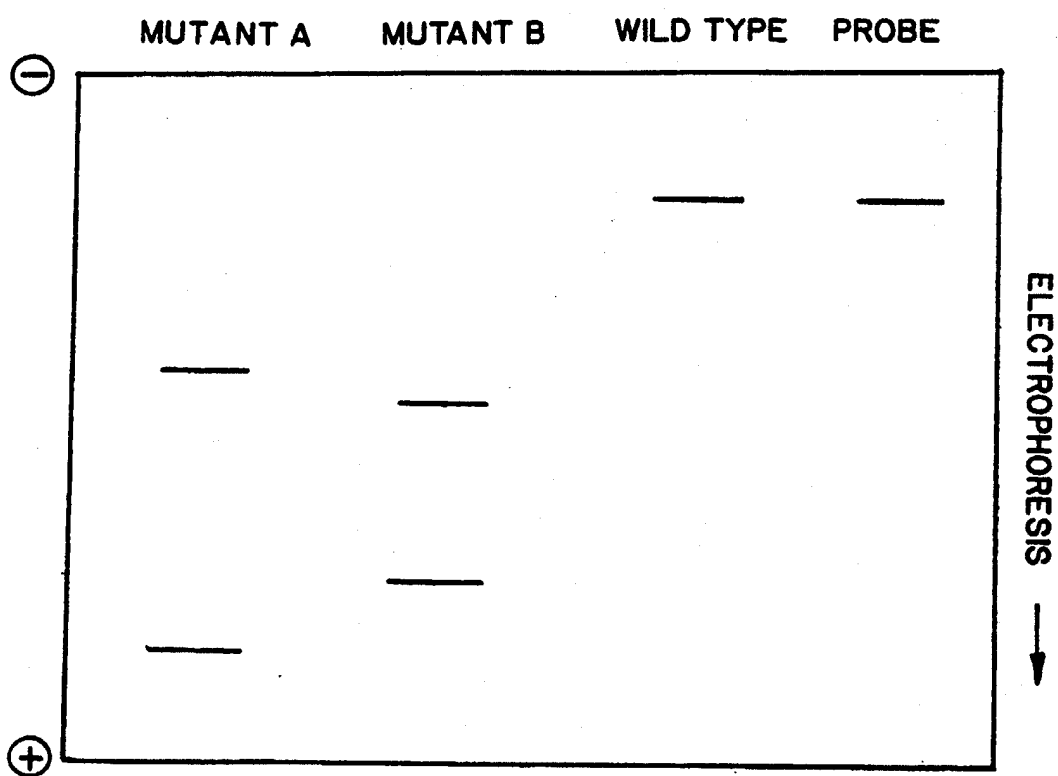 MUTANT A MUTANT B WILD TYPE PROBE
⊖
ELECTROPHORESIS →
⊕